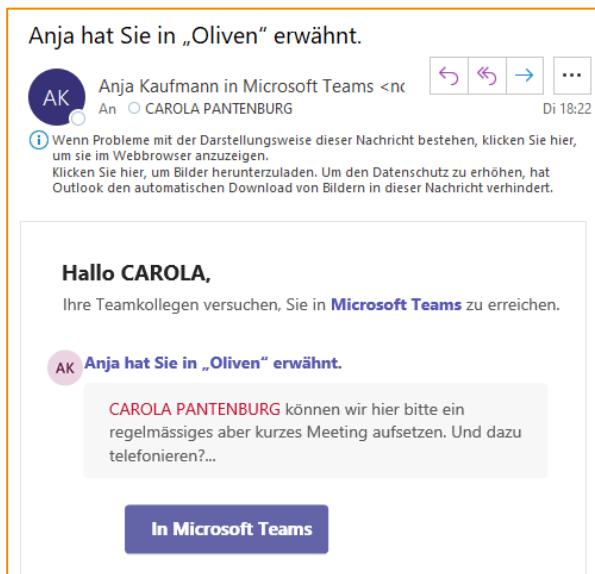 Anja hat Sie in „Oliven“ erwähnt.
AK
Anja Kaufmann in Microsoft Teams <nc
An CAROLA PANTENBURG
Di 18:22
Wenn Probleme mit der Darstellungsweise dieser Nachricht bestehen, klicken Sie hier,
um sie im Webbrowser anzuzeigen.
Klicken Sie hier, um Bilder herunterzuladen. Um den Datenschutz zu erhöhen, hat
Outlook den automatischen Download von Bildern in dieser Nachricht verhindert.
Hallo CAROLA,
Ihre Teamkollegen versuchen, Sie in Microsoft Teams zu erreichen.
AK
Anja hat Sie in „Oliven“ erwähnt.
CAROLA PANTENBURG können wir hier bitte ein
regelmässiges aber kurzes Meeting aufsetzen. Und dazu
telefonieren?...
In Microsoft Teams